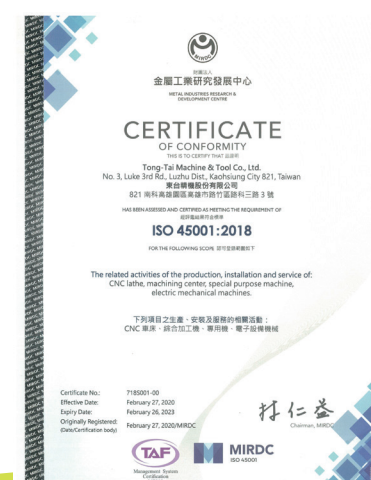 MIRDC
財團法人
金屬工業研究發展中心
METAL INDUSTRIES RESEARCH &
DEVELOPMENT CENTRE
CERTIFICATE
OF CONFORMITY
THIS IS TO CERTIFY THAT 茲證明
Tong-Tai Machine & Tool Co., Ltd.
No. 3, Luke 3rd Rd., Luzhu Dist., Kaohsiung City 821, Taiwan
東台精機股份有限公司
821 南科高雄園區高雄市路竹區路科三路 3 號
HAS BEEN ASSESSED AND CERTIFIED AS MEETING THE REQUIREMENT OF
經評鑑結果符合標準
ISO 45001:2018
FOR THE FOLLOWING SCOPE 認可登錄範圍如下
The related activities of the production, installation and service of:
CNC lathe, machining center, special purpose machine,
electric mechanical machines.
下列項目之生產、安裝及服務的相關活動：
CNC 車床、綜合加工機、專用機、電子設備機械
Certificate No.: 718S001-00
Effective Date: February 27, 2020
Expiry Date: February 26, 2023
Originally Registered: February 27, 2020/MIRDC
(Date/Certification body)
Chairman, MIRDC
TAF
Management System
Certification
MIRDC
ISO 45001